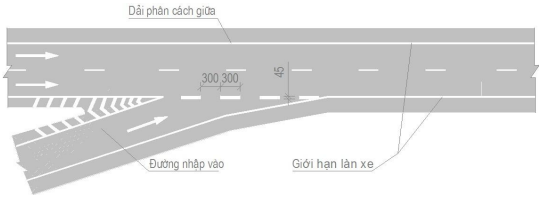 Dải phân cách giữa
300 300
45
Đường nhập vào
Giới hạn làn xe